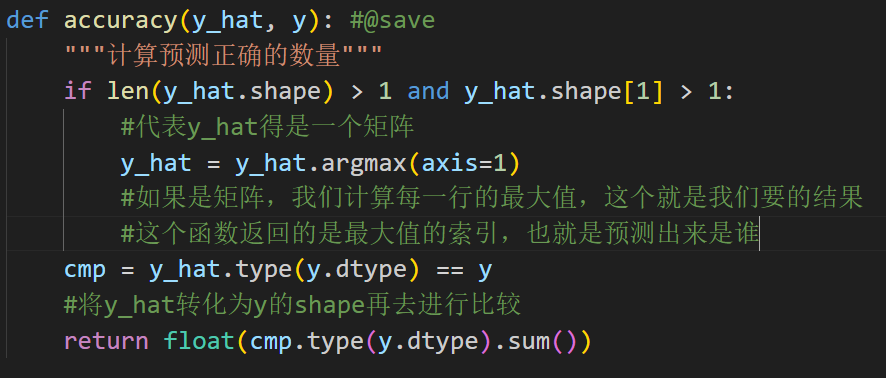 def accuracy(y_hat, y): #@save
    """计算预测正确的数量"""
    if len(y_hat.shape) > 1 and y_hat.shape[1] > 1:
        #代表y_hat得是一个矩阵
        y_hat = y_hat.argmax(axis=1)
        #如果是矩阵，我们计算每一行的最大值，这个就是我们要的结果
        #这个函数返回的是最大值的索引，也就是预测出来是谁
    cmp = y_hat.type(y.dtype) == y
    #将y_hat转化为y的shape再去进行比较
    return float(cmp.type(y.dtype).sum())